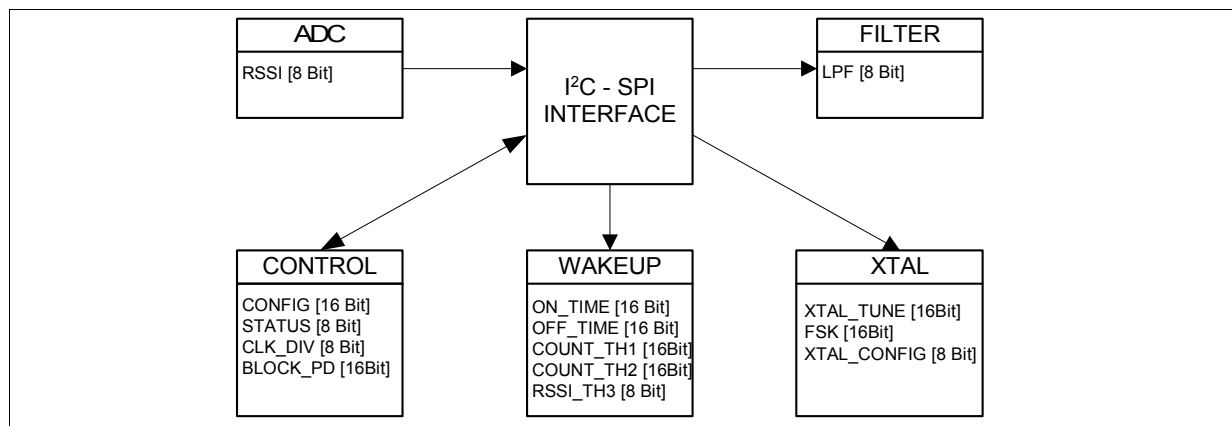 ADC
RSSI [8 Bit]
I²C - SPI
INTERFACE
FILTER
LPF [8 Bit]
CONTROL
CONFIG [16 Bit]
STATUS [8 Bit]
CLK_DIV [8 Bit]
BLOCK_PD [16Bit]
WAKEUP
ON_TIME [16 Bit]
OFF_TIME [16 Bit]
COUNT_TH1 [16Bit]
COUNT_TH2 [16Bit]
RSSI_TH3 [8 Bit]
XTAL
XTAL_TUNE [16Bit]
FSK [16Bit]
XTAL_CONFIG [8 Bit]